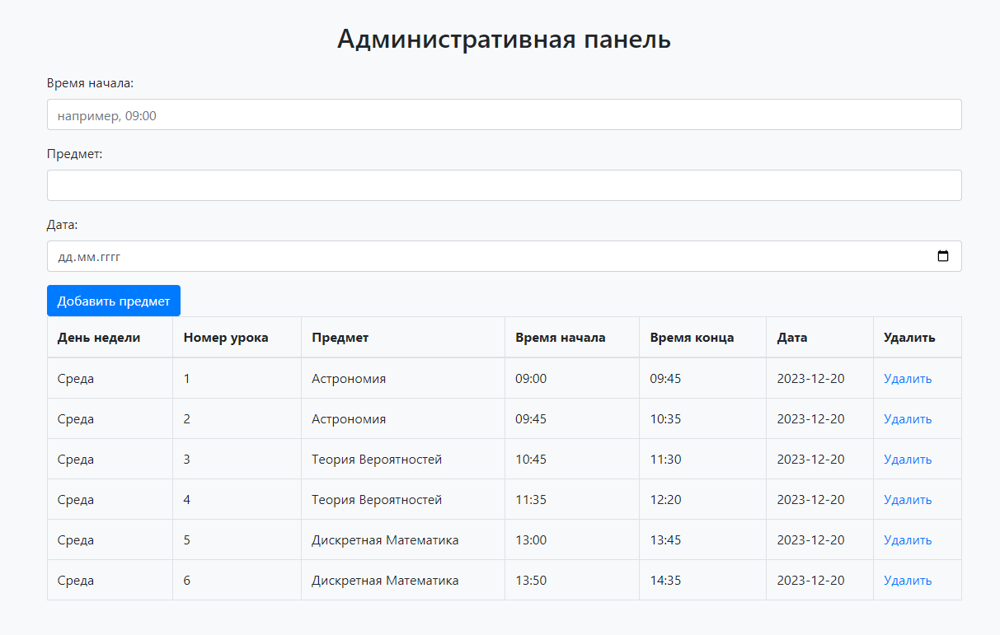 Административная панель
Время начала:
например, 09:00
Предмет:
Дата:
дд.мм.гггг
Добавить предмет
День недели Номер урока Предмет Время начала Время конца Дата Удалить
Среда 1 Астрономия 09:00 09:45 2023-12-20 Удалить
Среда 2 Астрономия 09:45 10:35 2023-12-20 Удалить
Среда 3 Теория Вероятностей 10:45 11:30 2023-12-20 Удалить
Среда 4 Теория Вероятностей 11:35 12:20 2023-12-20 Удалить
Среда 5 Дискретная Математика 13:00 13:45 2023-12-20 Удалить
Среда 6 Дискретная Математика 13:50 14:35 2023-12-20 Удалить